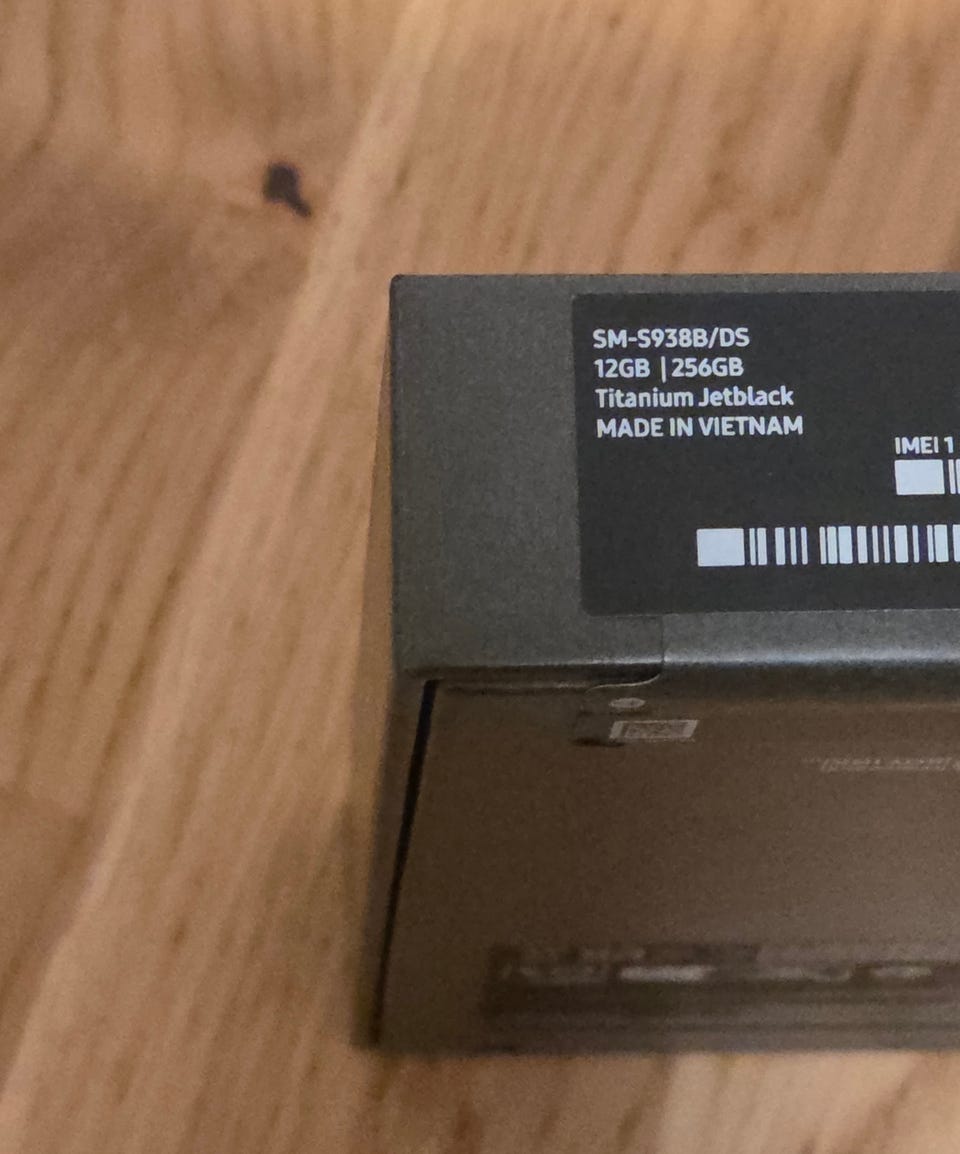 SM-S938B/DS
12GB | 256GB
Titanium Jetblack
MADE IN VIETNAM
IMEI 1